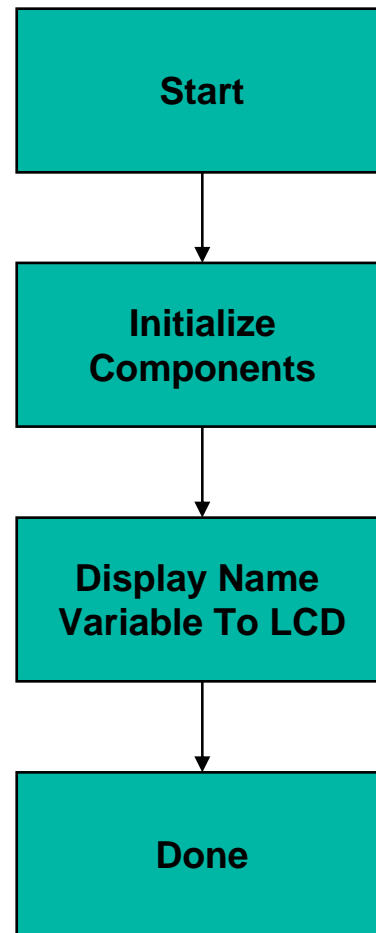 Start
Initialize
Components
Display Name
Variable To LCD
Done